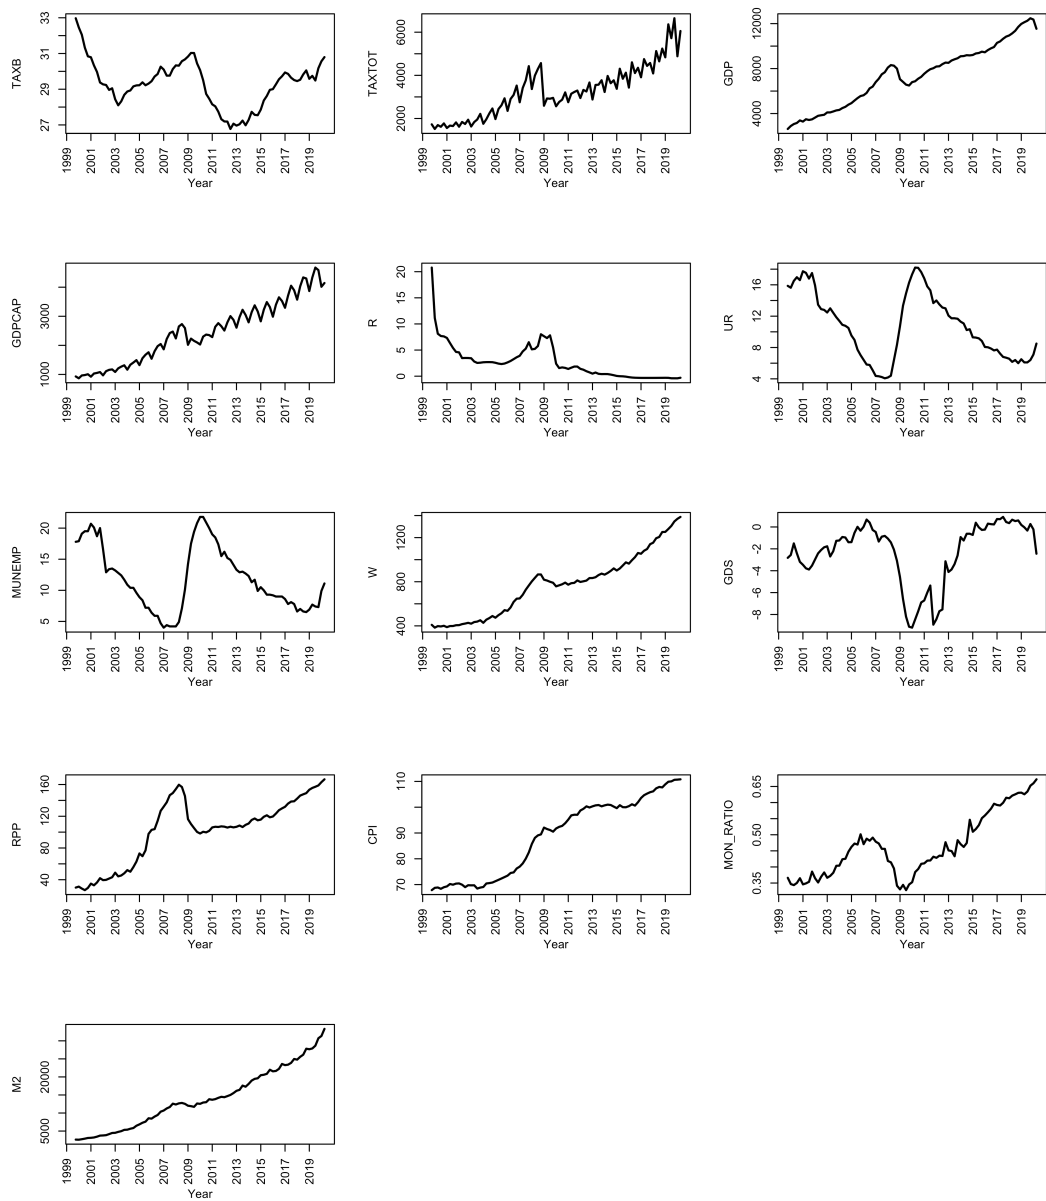 TAXB
33
31
29
27
1999 2001 2003 2005 2007 2009 2011 2013 2015 2017 2019
Year
TAXTOT
6000
4000
2000
1999 2001 2003 2005 2007 2009 2011 2013 2015 2017 2019
Year
GDP
12000
8000
4000
1999 2001 2003 2005 2007 2009 2011 2013 2015 2017 2019
Year
GDPCAP
3000
1000
1999 2001 2003 2005 2007 2009 2011 2013 2015 2017 2019
Year
R
20
15
10
5
0
1999 2001 2003 2005 2007 2009 2011 2013 2015 2017 2019
Year
UR
16
12
8
4
1999 2001 2003 2005 2007 2009 2011 2013 2015 2017 2019
Year
MUNEMP
20
15
10
5
1999 2001 2003 2005 2007 2009 2011 2013 2015 2017 2019
Year
W
1200
800
400
1999 2001 2003 2005 2007 2009 2011 2013 2015 2017 2019
Year
GDS
0
-2
-4
-6
-8
1999 2001 2003 2005 2007 2009 2011 2013 2015 2017 2019
Year
RPP
160
120
80
40
1999 2001 2003 2005 2007 2009 2011 2013 2015 2017 2019
Year
CPI
110
100
90
80
70
1999 2001 2003 2005 2007 2009 2011 2013 2015 2017 2019
Year
MON_RATIO
0.65
0.50
0.35
1999 2001 2003 2005 2007 2009 2011 2013 2015 2017 2019
Year
M2
20000
5000
1999 2001 2003 2005 2007 2009 2011 2013 2015 2017 2019
Year